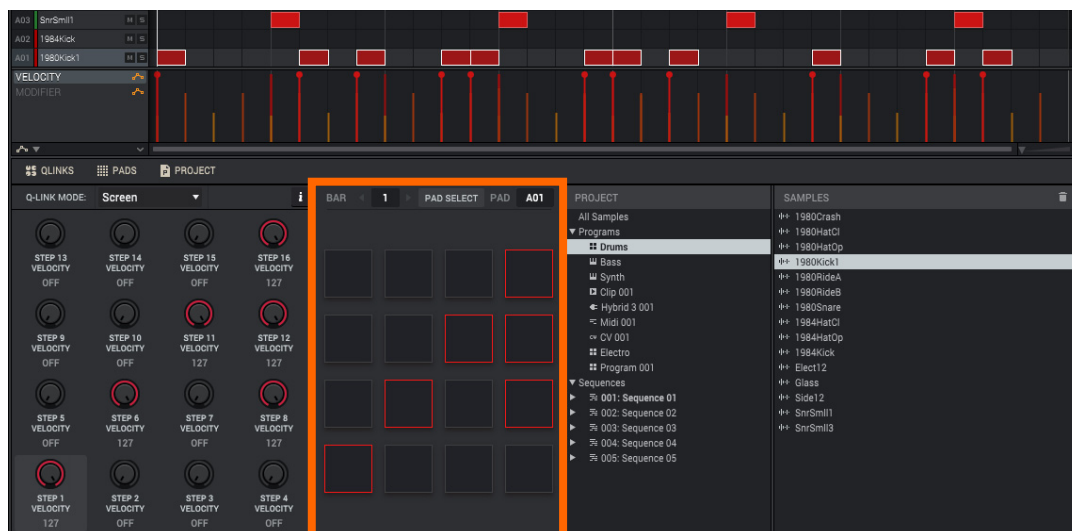 A03 SnrSmll1 M S
A02 1984Kick M S
A01 1980Kick1 M S
VELOCITY
MODIFIER
QLINKS PADS PROJECT
Q-LINK MODE: Screen i
STEP 13 VELOCITY OFF
STEP 14 VELOCITY OFF
STEP 15 VELOCITY OFF
STEP 16 VELOCITY 127
STEP 9 VELOCITY OFF
STEP 10 VELOCITY OFF
STEP 11 VELOCITY 127
STEP 12 VELOCITY 127
STEP 5 VELOCITY OFF
STEP 6 VELOCITY 127
STEP 7 VELOCITY OFF
STEP 8 VELOCITY 127
STEP 1 VELOCITY 127
STEP 2 VELOCITY OFF
STEP 3 VELOCITY OFF
STEP 4 VELOCITY OFF
BAR 1 PAD SELECT PAD A01
PROJECT
All Samples
Programs
Drums
Bass
Synth
Clip 001
Hybrid 3 001
Midi 001
CV CV 001
Electro
Program 001
Sequences
001: Sequence 01
002: Sequence 02
003: Sequence 03
004: Sequence 04
005: Sequence 05
SAMPLES
1980Crash
1980HatCl
1980HatOp
1980Kick1
1980RideA
1980RideB
1980Snare
1984HatCl
1984HatOp
1984Kick
Elect12
Glass
Side12
SnrSmll1
SnrSmll3